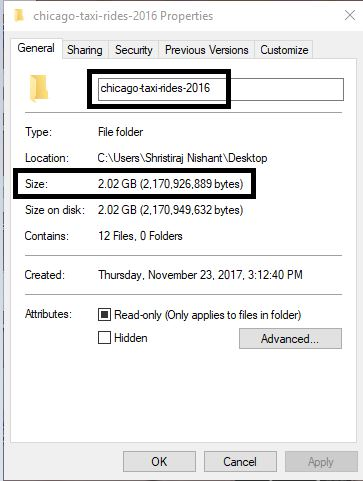 chicago-taxi-rides-2016 Properties
General Sharing Security Previous Versions Customize
chicago-taxi-rides-2016
Type: File folder
Location: C:\Users\Shristiraj Nishant\Desktop
Size: 2.02 GB (2,170,926,889 bytes)
Size on disk: 2.02 GB (2,170,949,632 bytes)
Contains: 12 Files, 0 Folders
Created: Thursday, November 23, 2017, 3:12:40 PM
Attributes: Read-only (Only applies to files in folder)
Hidden Advanced...
OK Cancel Apply